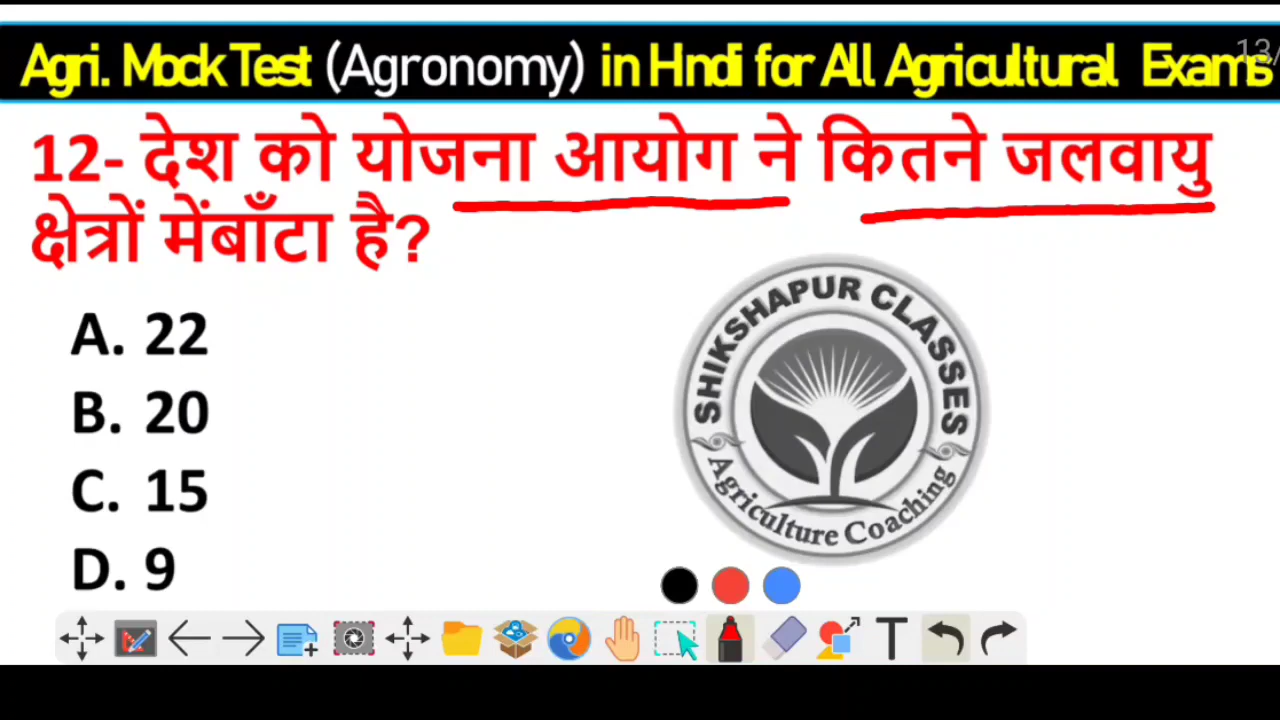 Agri. Mock Test (Agronomy) in Hndi for All Agricultural Exams
13/
12- देश को योजना आयोग ने कितने जलवायु
क्षेत्रों मेंबाँटा है?
A. 22
B. 20
C. 15
D. 9
SHIKSHAPUR CLASSES
Agriculture Coaching
T